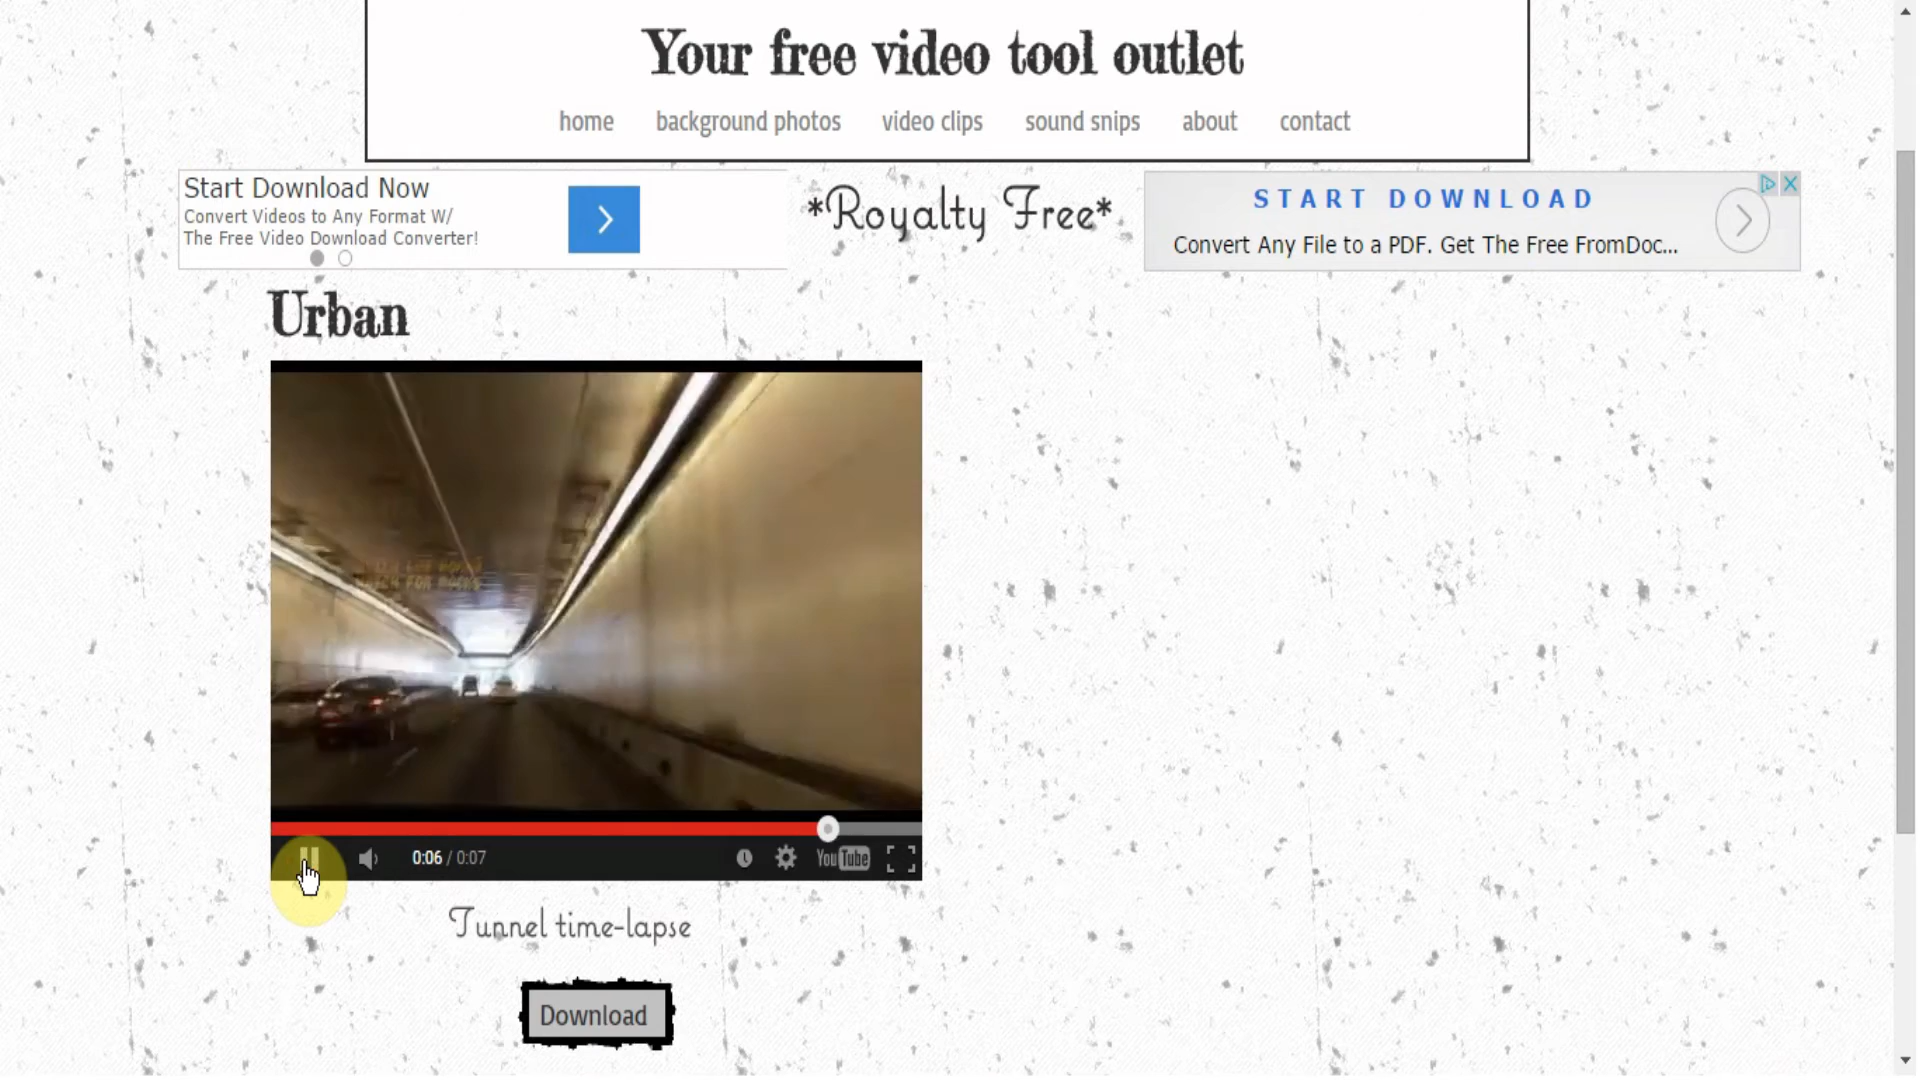 Your free video tool outlet
home background photos video clips sound snips about contact
Start Download Now
Convert Videos to Any Format W/
The Free Video Download Converter!
*Royalty Free*
START DOWNLOAD
Convert Any File to a PDF. Get The Free FromDoc...
Urban
0:06 / 0:07
YouTube
Tunnel time-lapse
Download